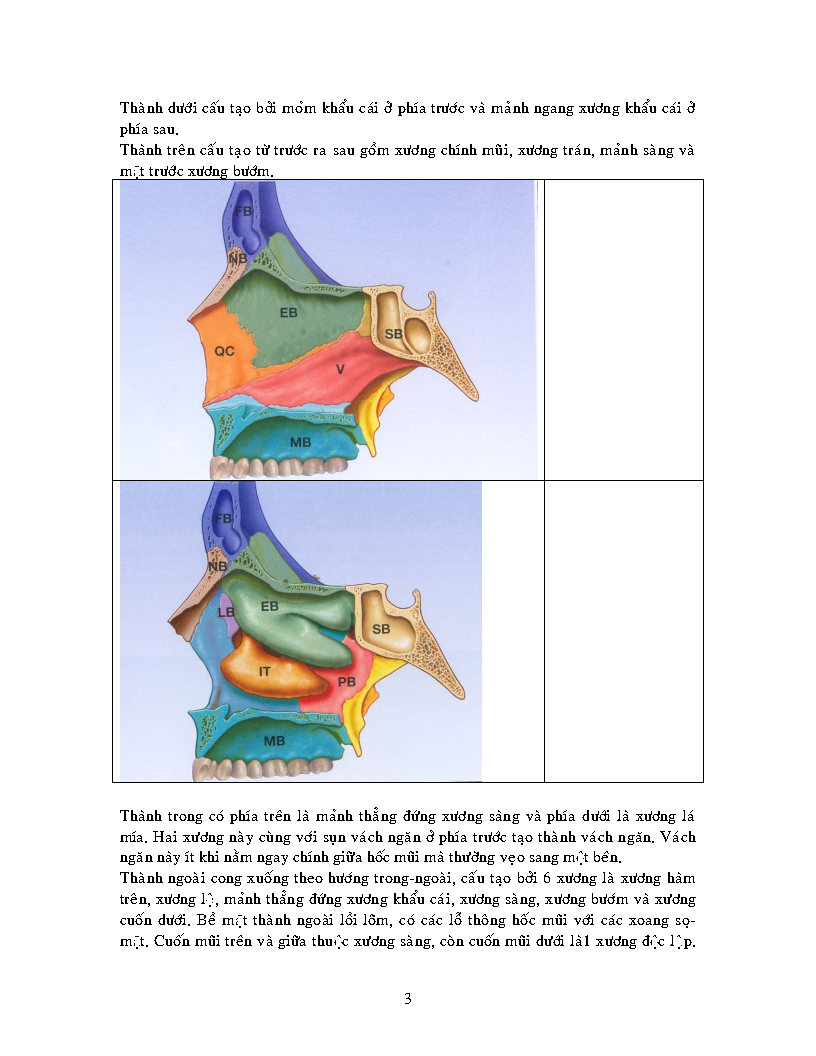 Thành dưới cấu tạo bởi mỏm khẩu cái ở phía trước và mảnh ngang xương khẩu cái ở
phía sau.
Thành trên cấu tạo từ trước ra sau gồm xương chính mũi, xương trán, mảnh sàng và
mặt trước xương bướm.
FB
NB
EB
SB
QC
V
MB
FB
NB
LB
EB
SB
IT
PB
MB
Thành trong có phía trên là mảnh thẳng đứng xương sàng và phía dưới là xương lá
mía. Hai xương này cùng với sụn vách ngăn ở phía trước tạo thành vách ngăn. Vách
ngăn này ít khi nằm ngay chính giữa hốc mũi mà thường vẹo sang một bên.
Thành ngoài cong xuống theo hương trong-ngoài, cấu tạo bởi 6 xương là xương hàm
trên, xương lệ, mảnh thẳng đứng xương khẩu cái, xương sàng, xương bướm và xương
cuốn dưới. Bề mặt thành ngoài lồi lõm, có các lỗ thông hốc mũi với các xoang sọ-
mặt. Cuốn mũi trên và giữa thuộc xương sàng, còn cuốn mũi dưới là1 xương độc lập.
3